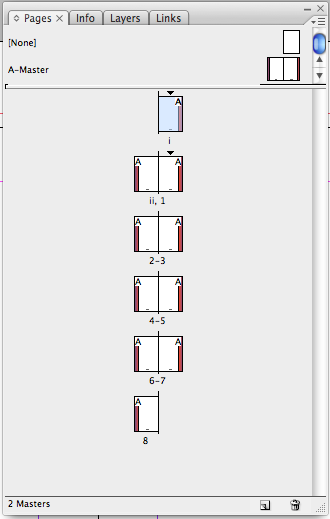 Pages × Info Layers Links
[None]
A-Master
A
i
A A
ii, 1
A A
2-3
A A
4-5
A A
6-7
A
8
2 Masters